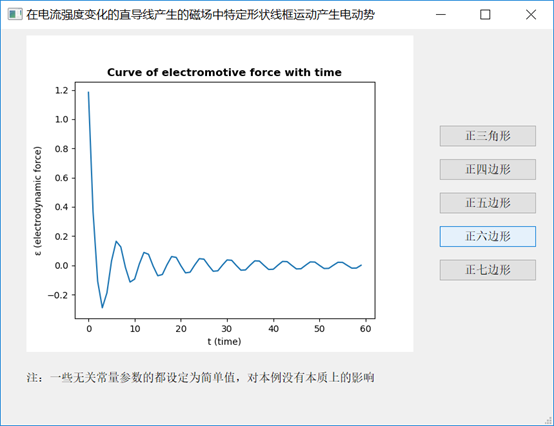 在电流强度变化的直导线产生的磁场中特定形状线框运动产生电动势
Curve of electromotive force with time
1.2
1.0
0.8
0.6
0.4
0.2
0.0
−0.2
ε (electrodynamic force)
0 10 20 30 40 50 60
t (time)
正三角形
正四边形
正五边形
正六边形
正七边形
注：一些无关常量参数的都设定为简单值，对本例没有本质上的影响